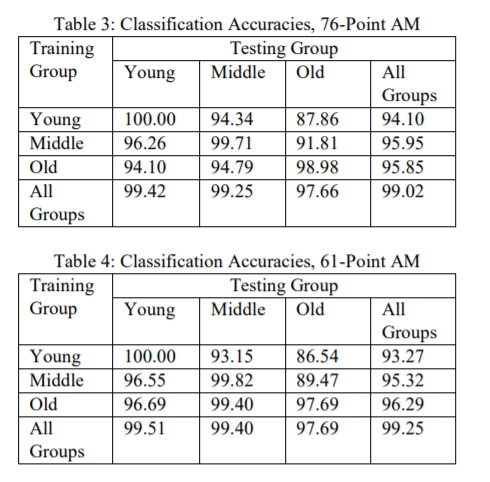 Table 3: Classification Accuracies, 76-Point AM
Training Group Testing Group
Young Middle Old All Groups
Young 100.00 94.34 87.86 94.10
Middle 96.26 99.71 91.81 95.95
Old 94.10 94.79 98.98 95.85
All Groups 99.42 99.25 97.66 99.02
Table 4: Classification Accuracies, 61-Point AM
Training Group Testing Group
Young Middle Old All Groups
Young 100.00 93.15 86.54 93.27
Middle 96.55 99.82 89.47 95.32
Old 96.69 99.40 97.69 96.29
All Groups 99.51 99.40 97.69 99.25